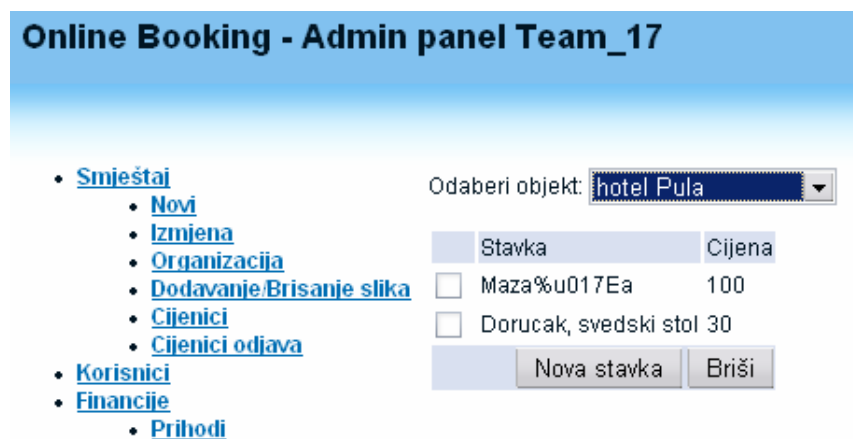 Online Booking - Admin panel Team_17
Smještaj
Novi
Izmjena
Organizacija
Dodavanje/Brisanje slika
Cijenici
Cijenici odjava
Korisnici
Financije
Prihodi
Odaberi objekt: hotel Pula
Stavka Cijena
Maza%u017Ea 100
Dorucak, svedski stol 30
Nova stavka Briši